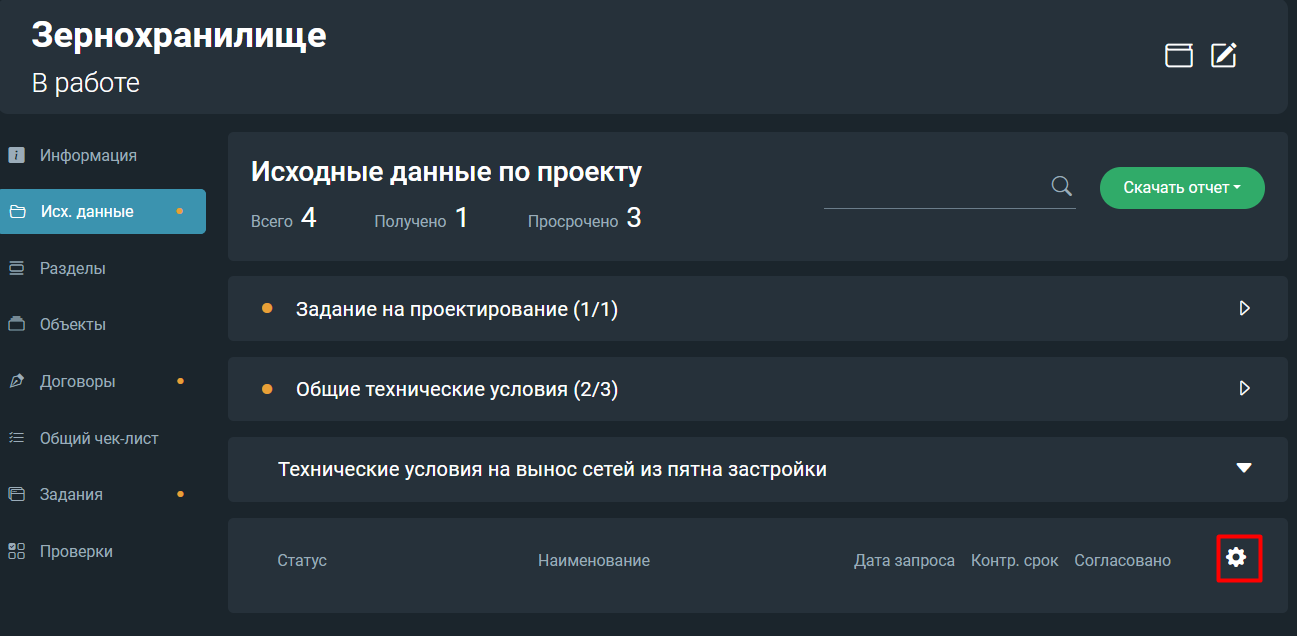 Зернохранилище
В работе
Информация
Исх. данные
Разделы
Объекты
Договоры
Общий чек-лист
Задания
Проверки
Исходные данные по проекту
Всего 4 Получено 1 Просрочено 3
Скачать отчет
Задание на проектирование (1/1)
Общие технические условия (2/3)
Технические условия на вынос сетей из пятна застройки
Статус Наименование Дата запроса Контр. срок Согласовано